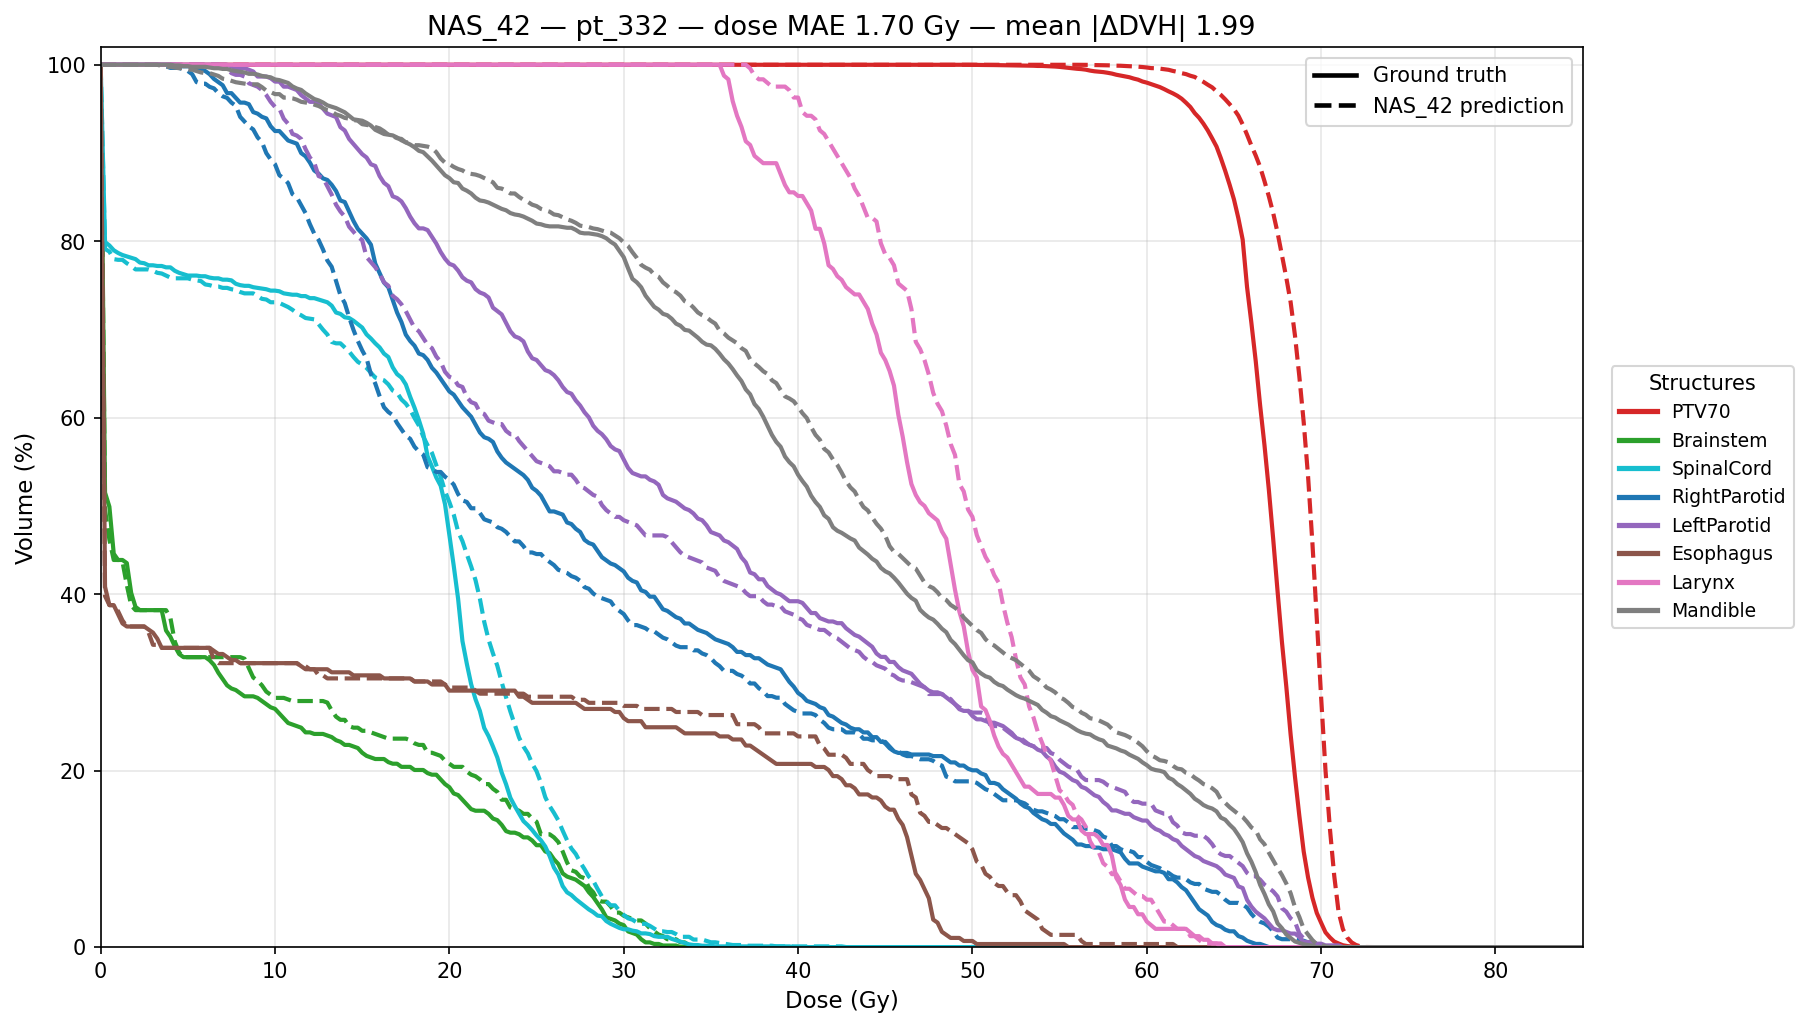 NAS_42 — pt_332 — dose MAE 1.70 Gy — mean |ΔDVH| 1.99
Ground truth
NAS_42 prediction
Volume (%)
100
80
60
40
20
0
0 10 20 30 40 50 60 70 80
Dose (Gy)
Structures
PTV70
Brainstem
SpinalCord
RightParotid
LeftParotid
Esophagus
Larynx
Mandible